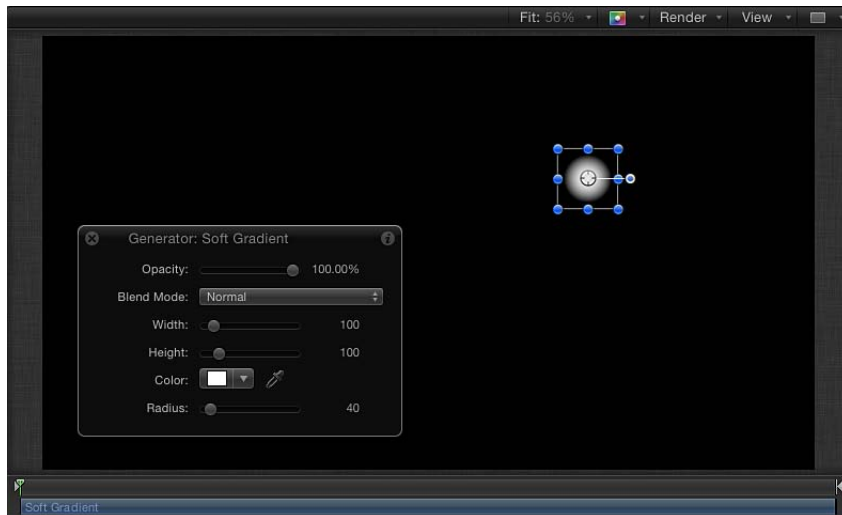 Fit: 56% Render View
Generator: Soft Gradient
Opacity: 100.00%
Blend Mode: Normal
Width: 100
Height: 100
Color:
Radius: 40
Soft Gradient